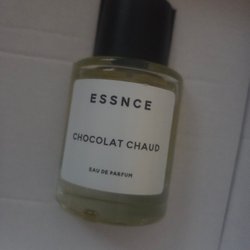 ESSNCE
CHOCOLAT CHAUD
EAU DE PARFUM